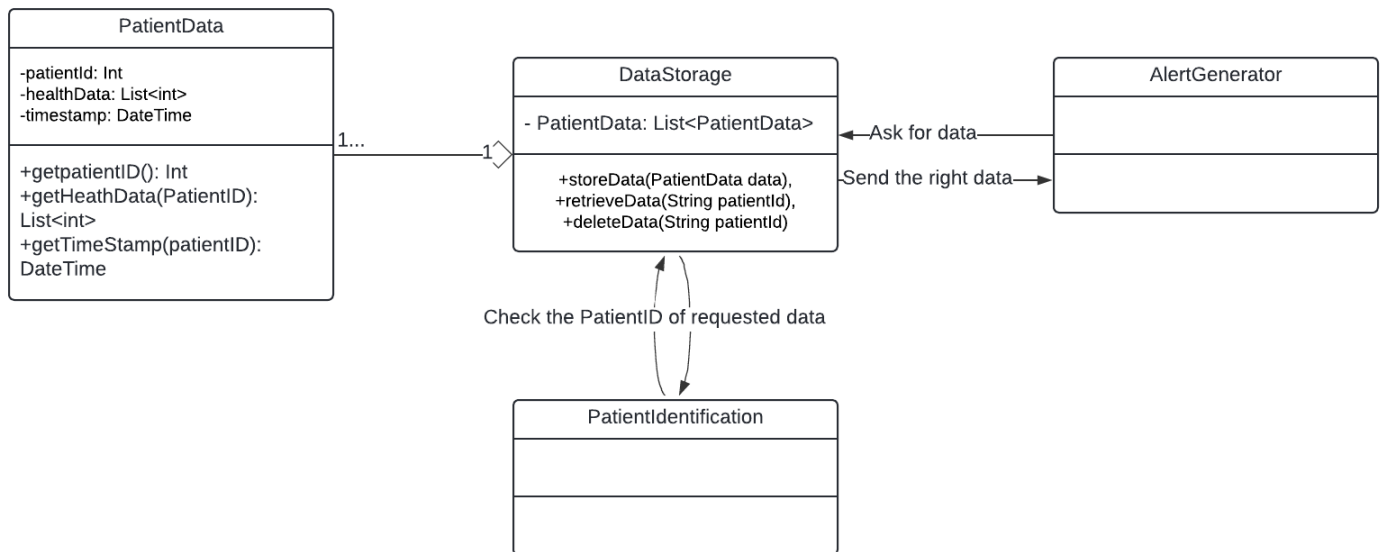 PatientData
-patientId: Int
-healthData: List<int>
-timestamp: DateTime
+getpatientID(): Int
+getHeathData(PatientID):
List<int>
+getTimeStamp(patientID):
DateTime
1...
1
DataStorage
- PatientData: List<PatientData>
+storeData(PatientData data),
+retrieveData(String patientId),
+deleteData(String patientId)
Ask for data
Send the right data
AlertGenerator
Check the PatientID of requested data
PatientIdentification